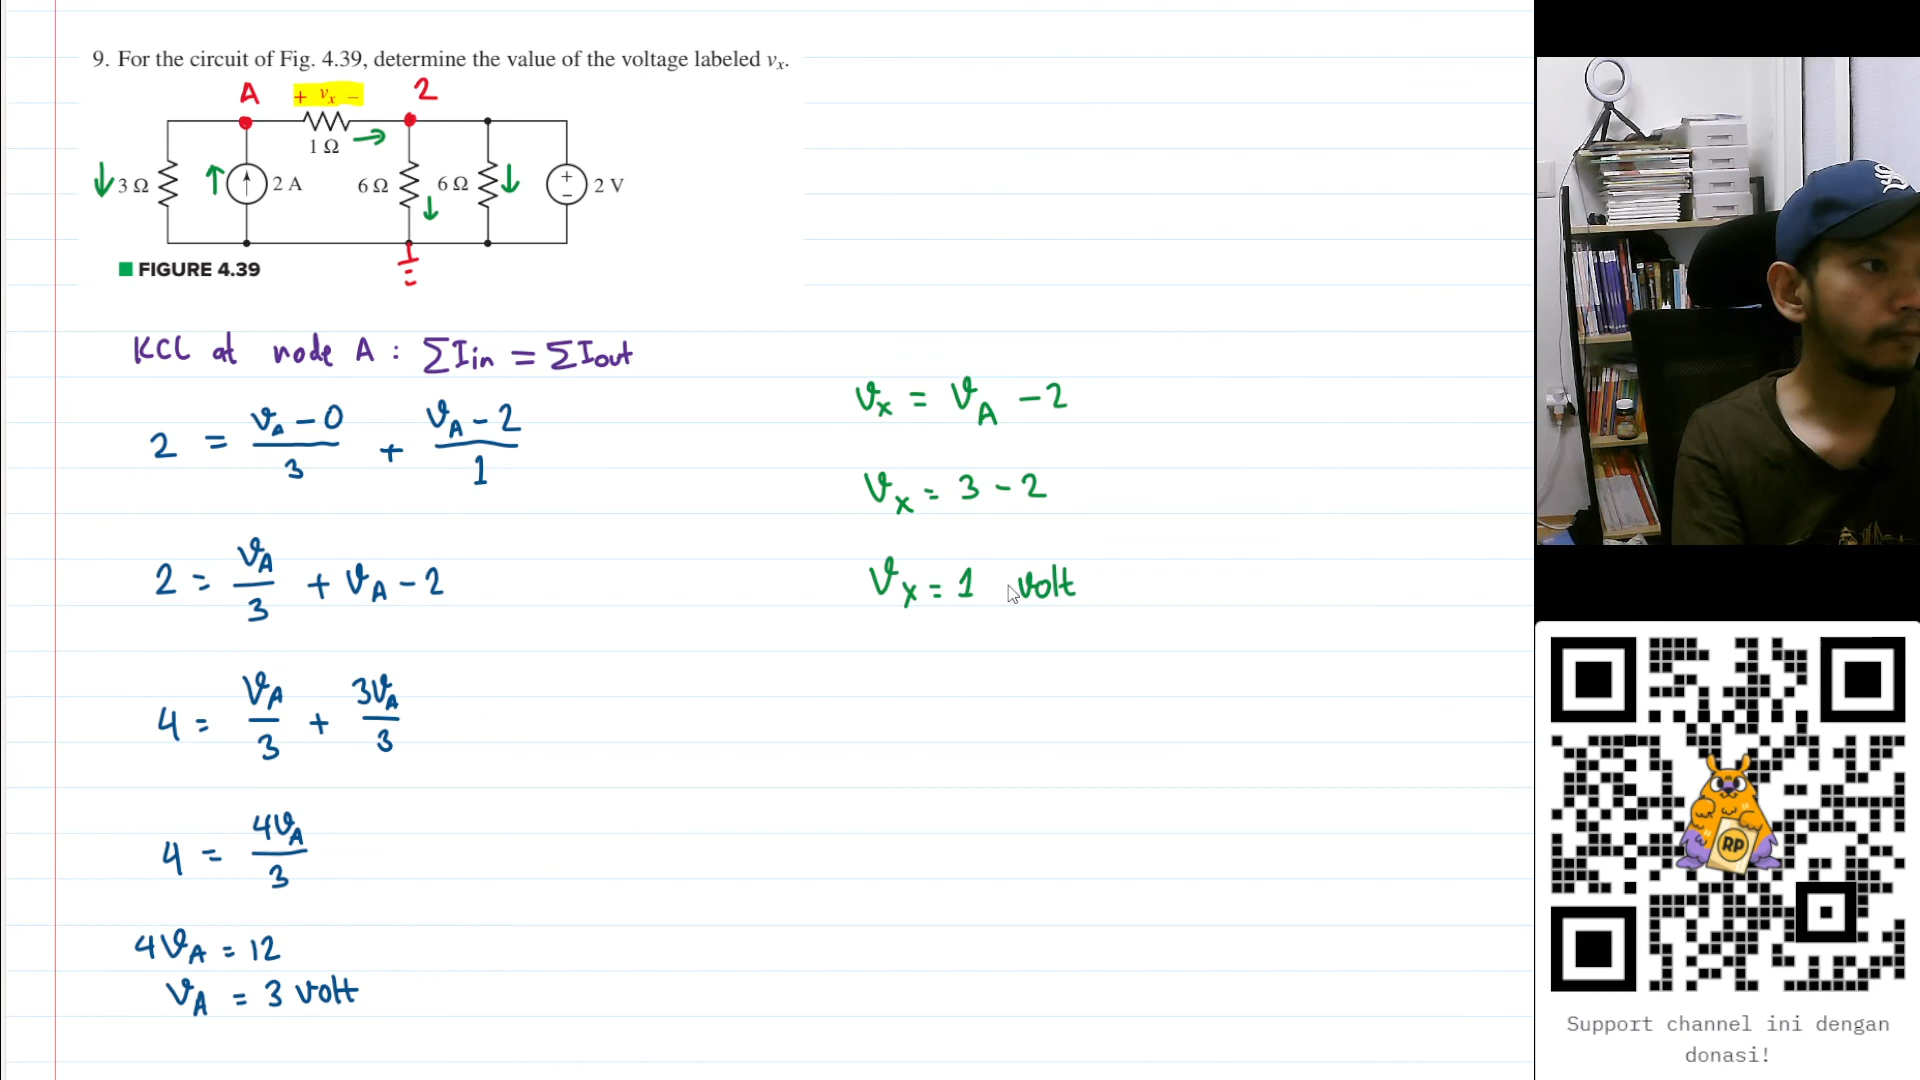 9. For the circuit of Fig. 4.39, determine the value of the voltage labeled vₓ.
A
+ vₓ −
2
1 Ω
3 Ω
2 A
6 Ω
6 Ω
+
−
2 V
FIGURE 4.39
KCL at node A : ΣIin = ΣIout
2 = (vA − 0)/3 + (vA − 2)/1
2 = vA/3 + vA − 2
4 = vA/3 + 3vA/3
4 = 4vA/3
4vA = 12
vA = 3 volt
vx = vA − 2
vx = 3 − 2
vx = 1 volt
RP
Support channel ini dengan
donasi!